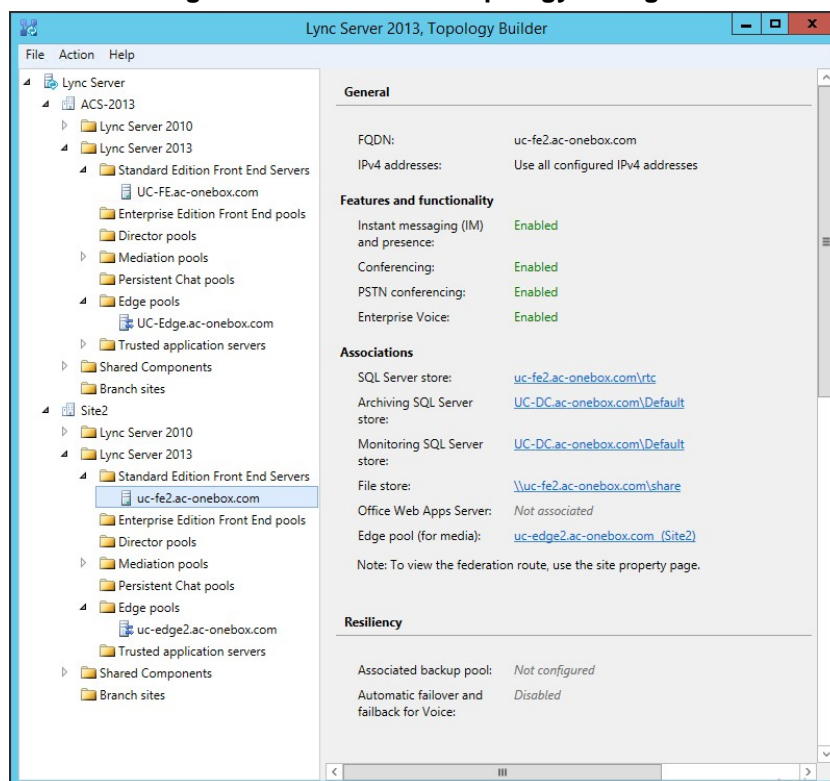 Lync Server 2013, Topology Builder
File Action Help
Lync Server
ACS-2013
Lync Server 2010
Lync Server 2013
Standard Edition Front End Servers
UC-FE.ac-onebox.com
Enterprise Edition Front End pools
Director pools
Mediation pools
Persistent Chat pools
Edge pools
UC-Edge.ac-onebox.com
Trusted application servers
Shared Components
Branch sites
Site2
Lync Server 2010
Lync Server 2013
Standard Edition Front End Servers
uc-fe2.ac-onebox.com
Enterprise Edition Front End pools
Director pools
Mediation pools
Persistent Chat pools
Edge pools
uc-edge2.ac-onebox.com
Trusted application servers
Shared Components
Branch sites
General
FQDN: uc-fe2.ac-onebox.com
IPv4 addresses: Use all configured IPv4 addresses
Features and functionality
Instant messaging (IM) Enabled
and presence:
Conferencing: Enabled
PSTN conferencing: Enabled
Enterprise Voice: Enabled
Associations
SQL Server store: uc-fe2.ac-onebox.com\rtc
Archiving SQL Server UC-DC.ac-onebox.com\Default
store:
Monitoring SQL Server UC-DC.ac-onebox.com\Default
store:
File store: \\uc-fe2.ac-onebox.com\share
Office Web Apps Server: Not associated
Edge pool (for media): uc-edge2.ac-onebox.com (Site2)
Note: To view the federation route, use the site property page.
Resiliency
Associated backup pool: Not configured
Automatic failover and Disabled
failback for Voice: